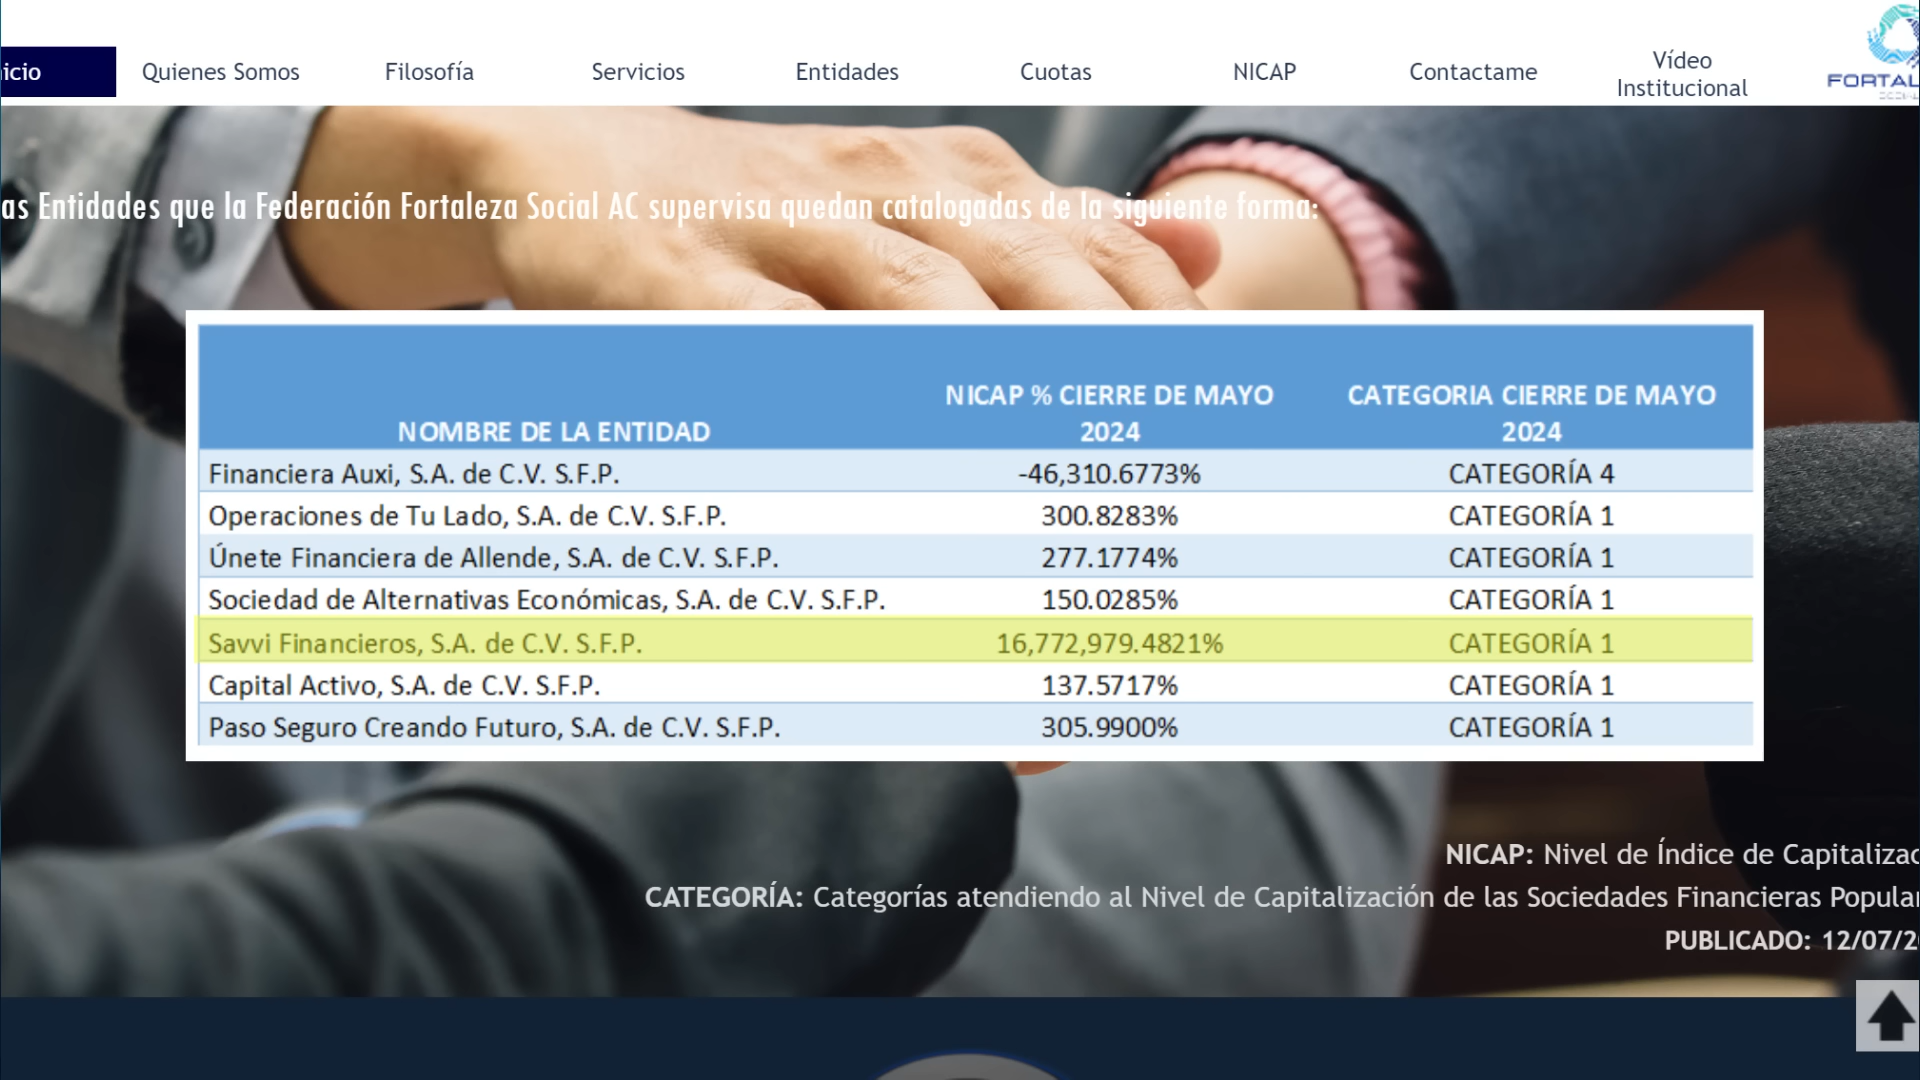 icio
Quienes Somos
Filosofía
Servicios
Entidades
Cuotas
NICAP
Contactame
Vídeo
Institucional
FORTAL
as Entidades que la Federación Fortaleza Social AC supervisa quedan catalogadas de la siguiente forma:
NOMBRE DE LA ENTIDAD NICAP % CIERRE DE MAYO 2024 CATEGORIA CIERRE DE MAYO 2024
Financiera Auxi, S.A. de C.V. S.F.P. -46,310.6773% CATEGORÍA 4
Operaciones de Tu Lado, S.A. de C.V. S.F.P. 300.8283% CATEGORÍA 1
Únete Financiera de Allende, S.A. de C.V. S.F.P. 277.1774% CATEGORÍA 1
Sociedad de Alternativas Económicas, S.A. de C.V. S.F.P. 150.0285% CATEGORÍA 1
Savvi Financieros, S.A. de C.V. S.F.P. 16,772,979.4821% CATEGORÍA 1
Capital Activo, S.A. de C.V. S.F.P. 137.5717% CATEGORÍA 1
Paso Seguro Creando Futuro, S.A. de C.V. S.F.P. 305.9900% CATEGORÍA 1
NICAP: Nivel de Índice de Capitalizac
CATEGORÍA: Categorías atendiendo al Nivel de Capitalización de las Sociedades Financieras Popular
PUBLICADO: 12/07/2